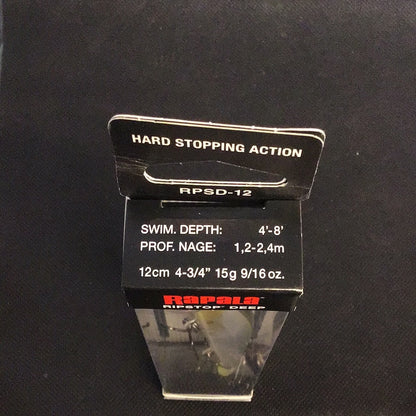 HARD STOPPING ACTION
RPSD-12
SWIM. DEPTH: 4'-8'
PROF. NAGE: 1,2-2,4m
12cm 4-3/4" 15g 9/16 oz.
Rapala
RIPSTOP® DEEP